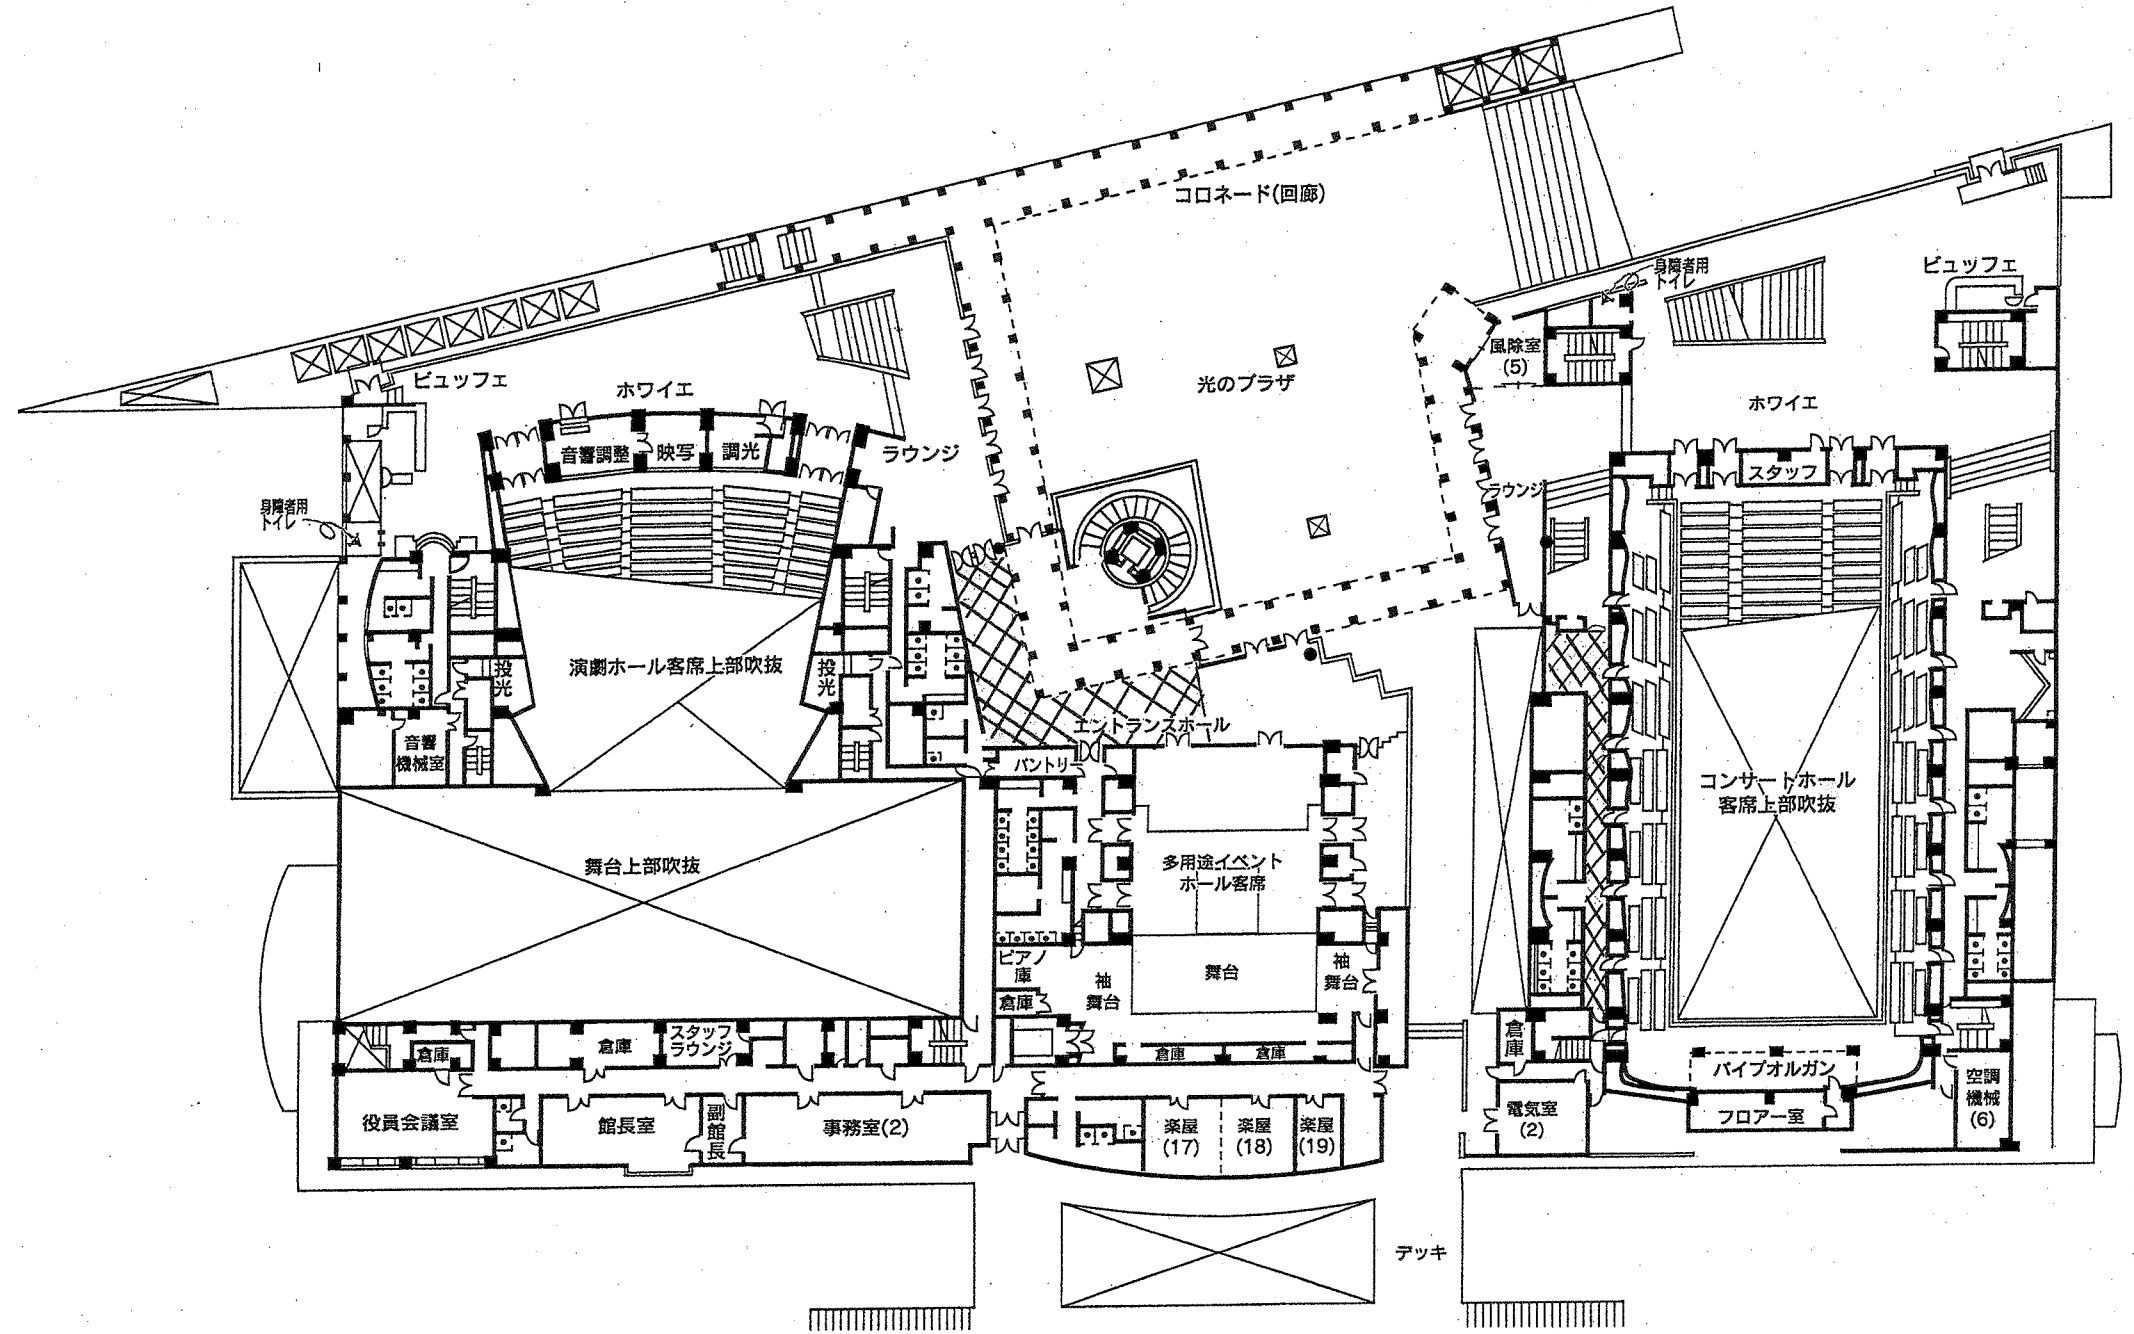 コロネード(回廊)
身障者用
トイレ
ビュッフェ
風除室
(5)
ビュッフェ
ホワイエ
光のプラザ
ホワイエ
音響調整
映写
調光
ラウンジ
スタッフ
ラウンジ
身障者用
トイレ
投光
演劇ホール客席上部吹抜
投光
エントランスホール
音響
機械室
パントリー
コンサートホール
客席上部吹抜
舞台上部吹抜
多用途イベント
ホール客席
ピアノ
庫
袖
舞台
舞台
袖
舞台
倉庫
倉庫
倉庫
スタッフ
ラウンジ
倉庫
倉庫
倉庫
パイプオルガン
空調
機械
(6)
役員会議室
館長室
副館長
事務室(2)
楽屋
(17)
楽屋
(18)
楽屋
(19)
電気室
(2)
フロアー室
デッキ